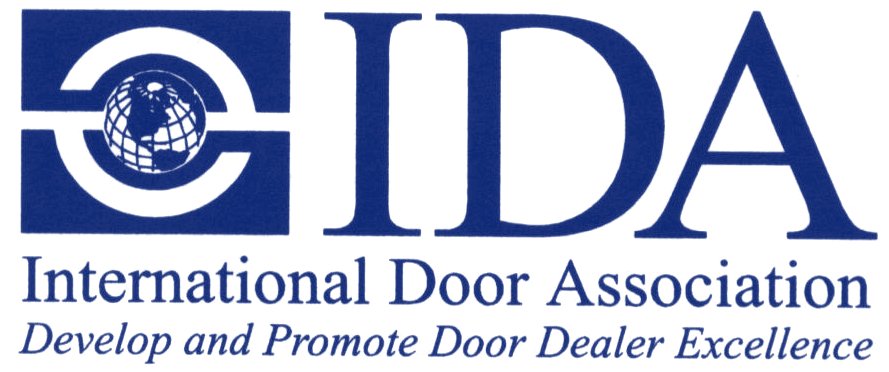 IDA
International Door Association
Develop and Promote Door Dealer Excellence